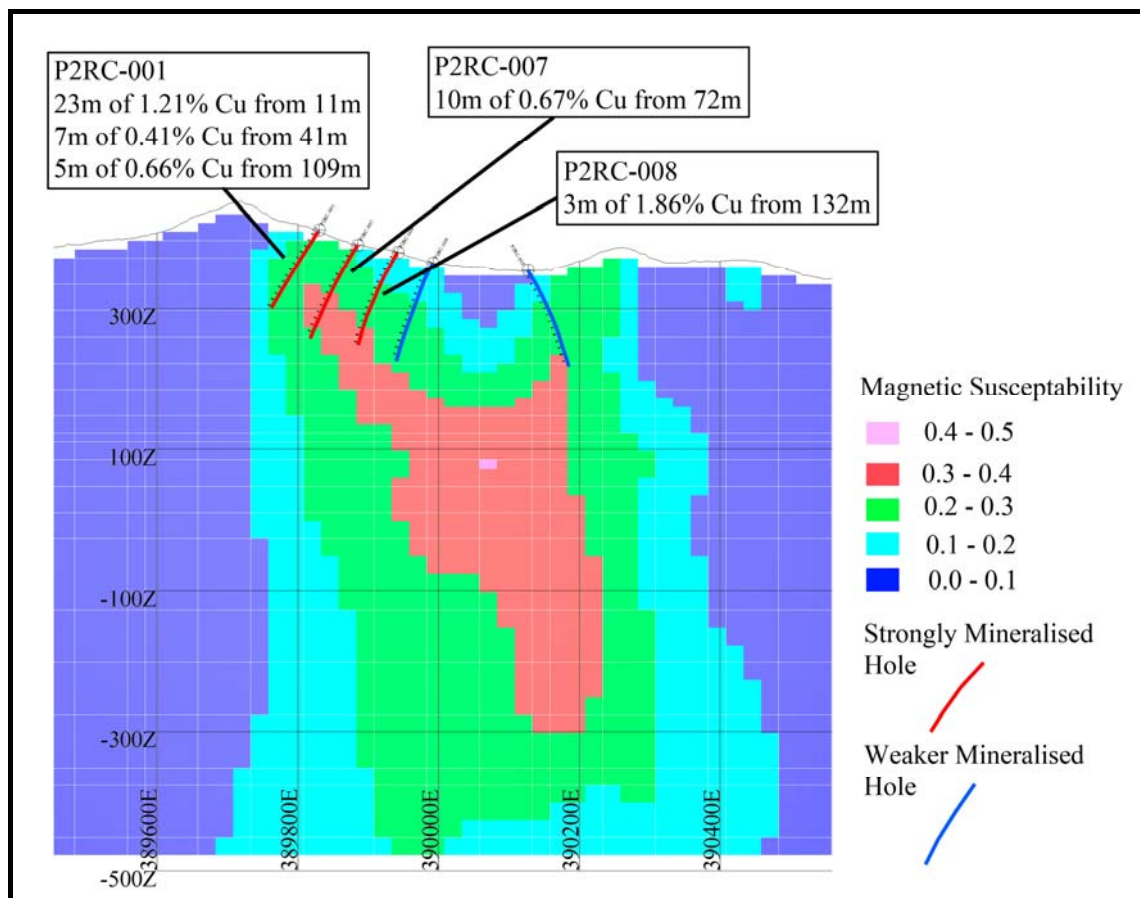 P2RC-001
23m of 1.21% Cu from 11m
7m of 0.41% Cu from 41m
5m of 0.66% Cu from 109m
P2RC-007
10m of 0.67% Cu from 72m
P2RC-008
3m of 1.86% Cu from 132m
300Z
100Z
-100Z
-300Z
-500Z
389600E
389800E
390000E
390200E
390400E
Magnetic Susceptability
0.4 - 0.5
0.3 - 0.4
0.2 - 0.3
0.1 - 0.2
0.0 - 0.1
Strongly Mineralised
Hole
Weaker Mineralised
Hole